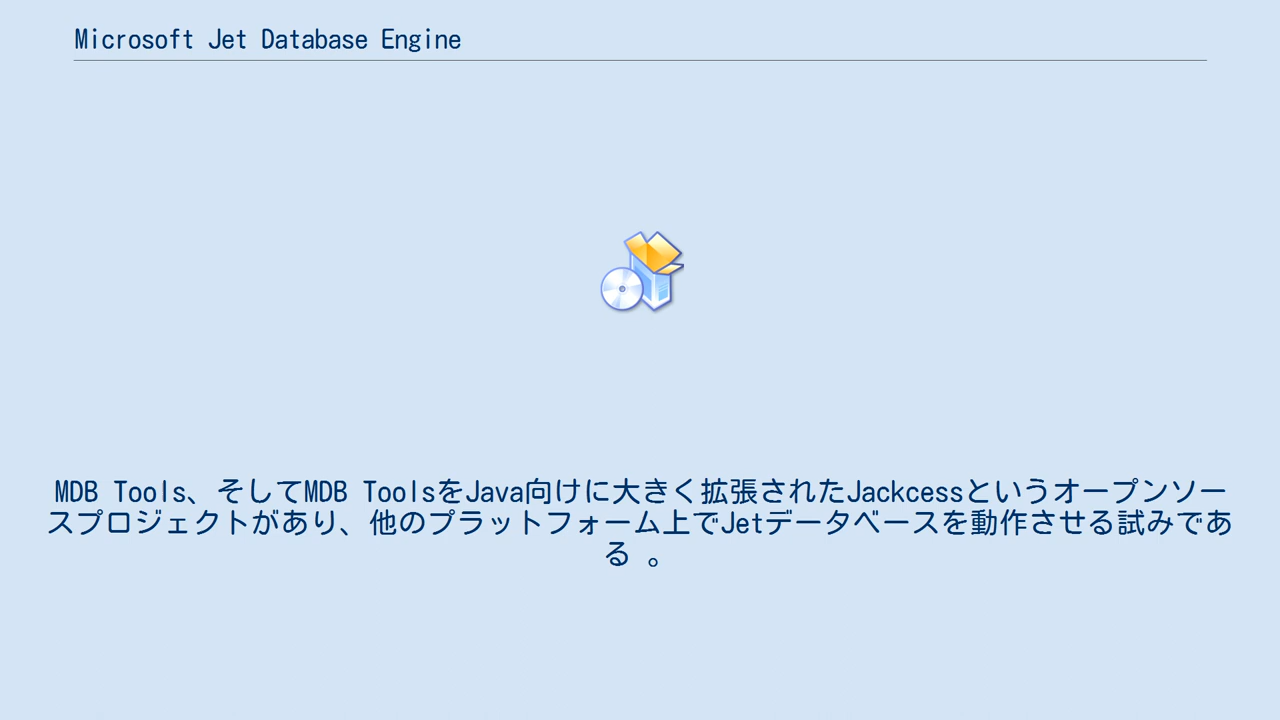 Microsoft Jet Database Engine
MDB Tools、そしてMDB ToolsをJava向けに大きく拡張されたJackcessというオープンソー
スプロジェクトがあり、他のプラットフォーム上でJetデータベースを動作させる試みであ
る 。